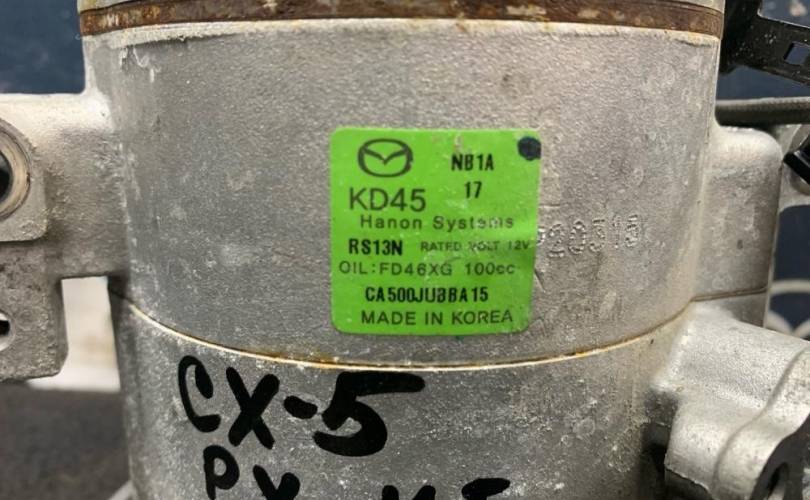 NB1A
17
KD45
Hanon Systems
RS13N RATED VOLT 12V
OIL:FD46XG 100cc
CA500JUBBA15
MADE IN KOREA
CX-5